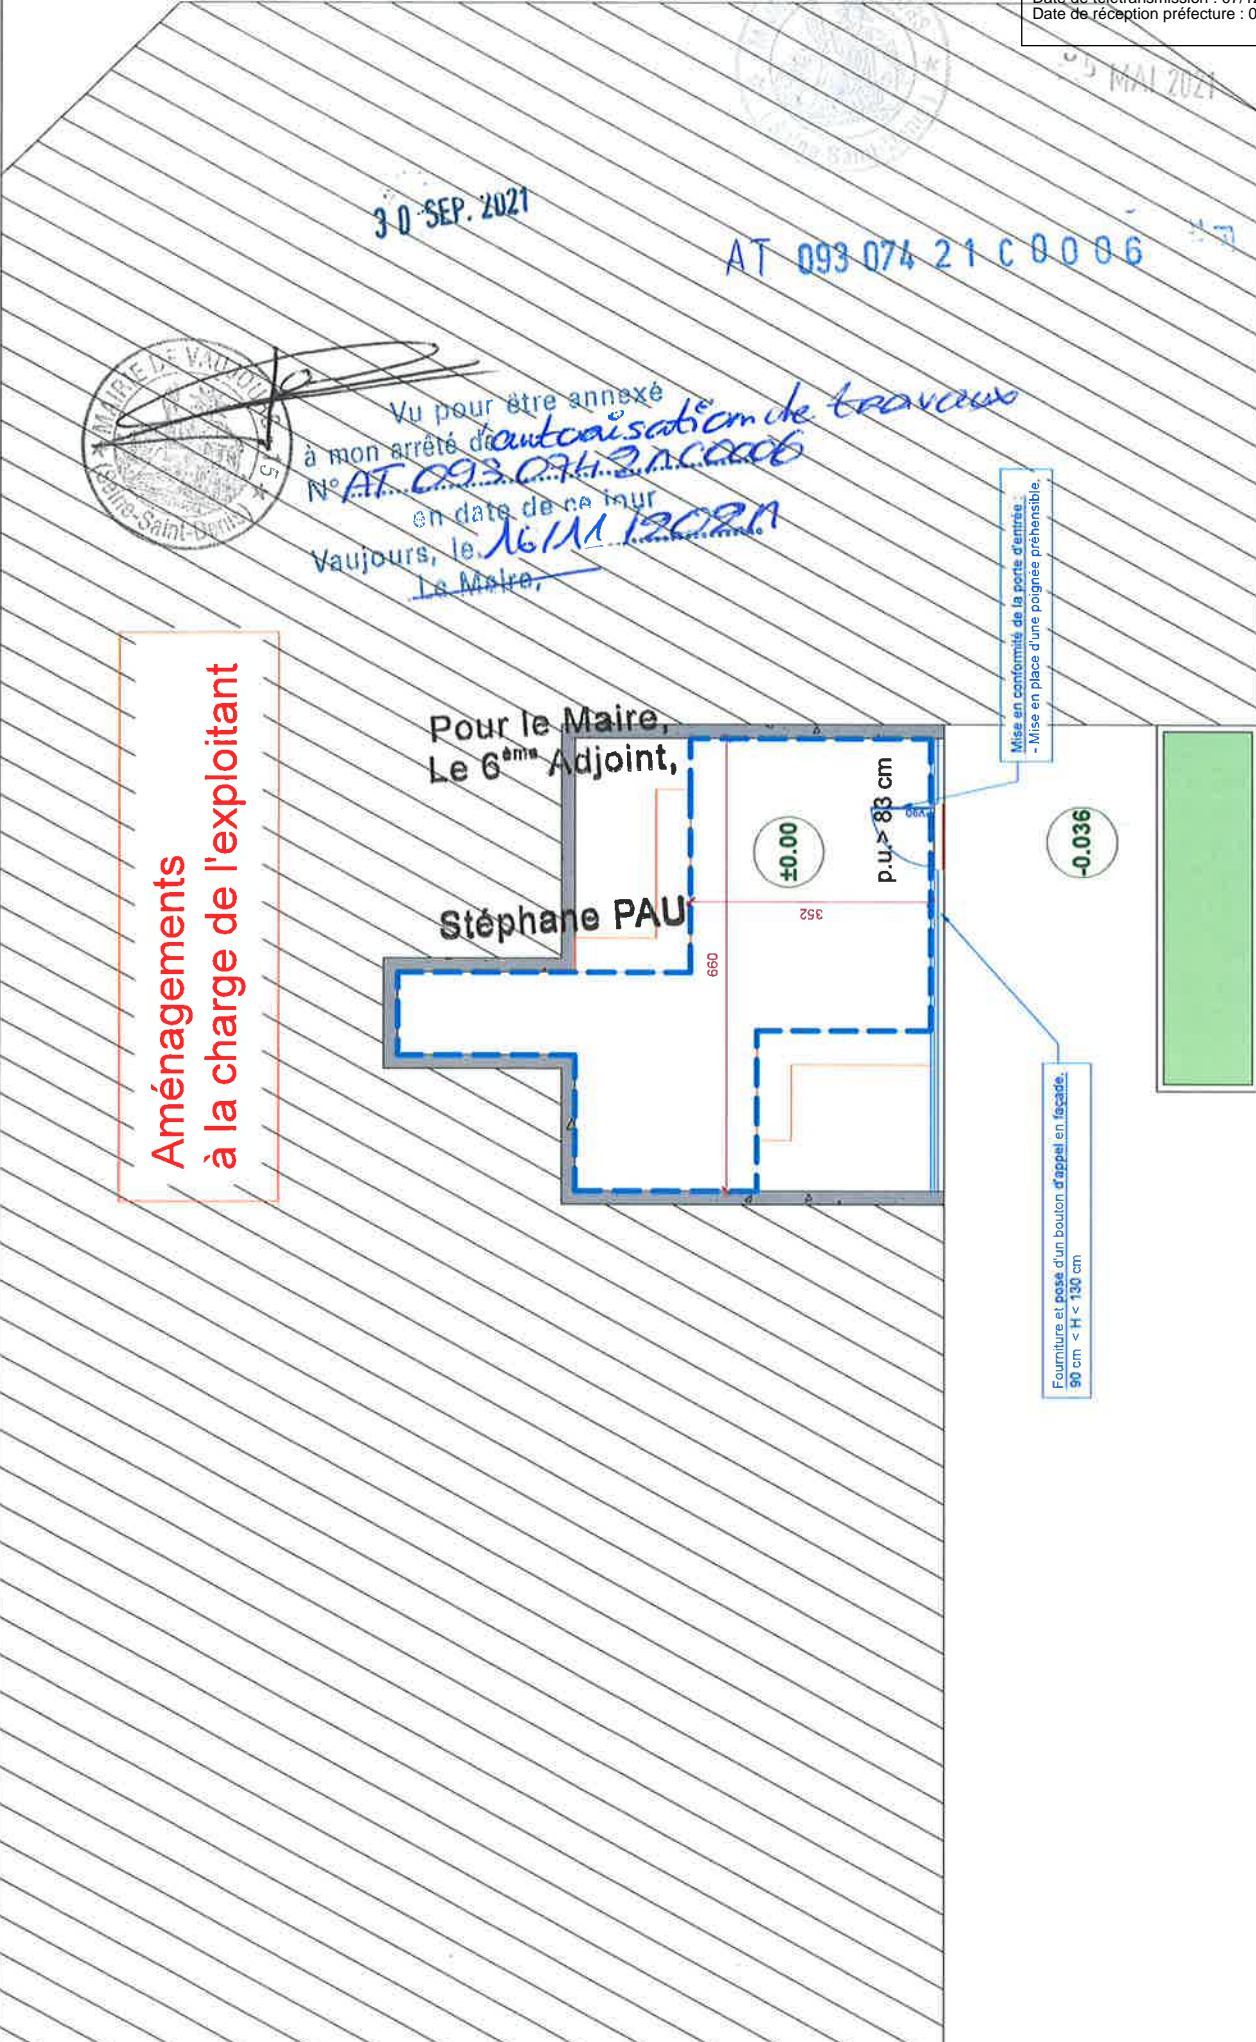 Date de réception préfecture : 0
MAI 2021
30 SEP. 2021
AT 093 074 21 C 0006
MAIRIE DE VAUJOURS
(Seine-Saint-Denis)
Vu pour être annexé
à mon arrêté d'autorisation de travaux
N° AT 093 074 21 C0006
en date de ce jour
Vaujours, le 16/11/2021
Le Maire,
Aménagements
à la charge de l'exploitant
Pour le Maire,
Le 6ème Adjoint,
Stéphane PAU
Mise en conformité de la porte d'entrée :
- Mise en place d'une poignée préhensible.
p.u.> 83 cm
±0.00
-0.036
352
660
Fourniture et pose d'un bouton d'appel en façade.
90 cm < H < 130 cm